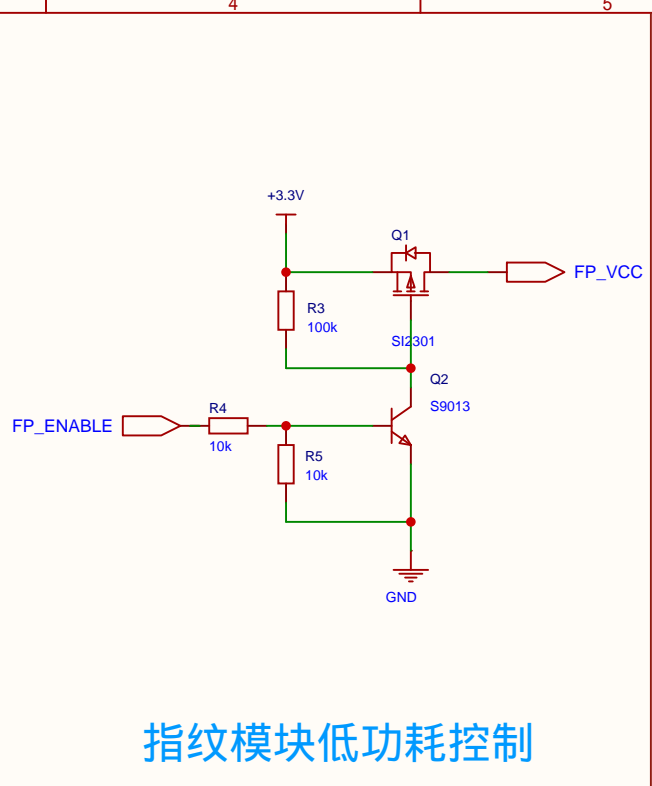 4
5
+3.3V
Q1
FP_VCC
R3
100k
SI2301
Q2
S9013
R4
FP_ENABLE
10k
R5
10k
GND
指纹模块低功耗控制